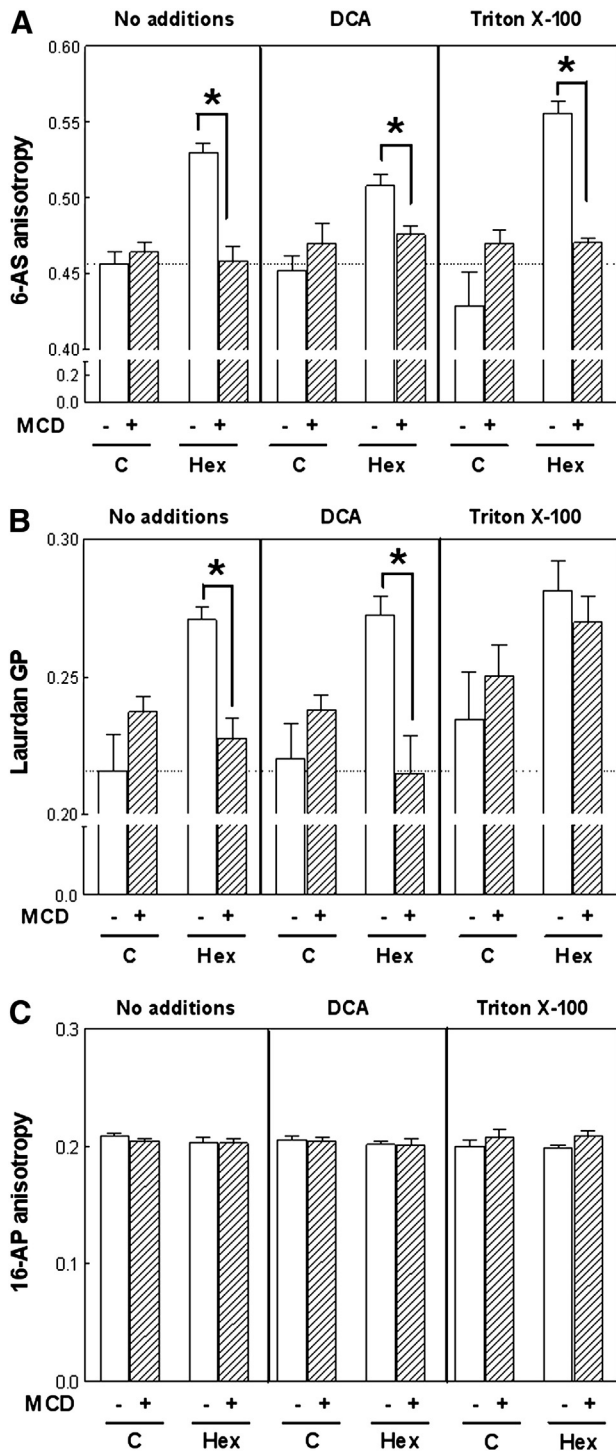 A
No additions DCA Triton X-100
6-AS anisotropy
0.60
0.55
0.50
0.45
0.40
0.2
0.0
* * *
MCD - + - + - + - + - + - +
C Hex C Hex C Hex
B
No additions DCA Triton X-100
Laurdan GP
0.30
0.25
0.20
0.0
* *
MCD - + - + - + - + - + - +
C Hex C Hex C Hex
C
No additions DCA Triton X-100
16-AP anisotropy
0.3
0.2
0.1
0.0
MCD - + - + - + - + - + - +
C Hex C Hex C Hex